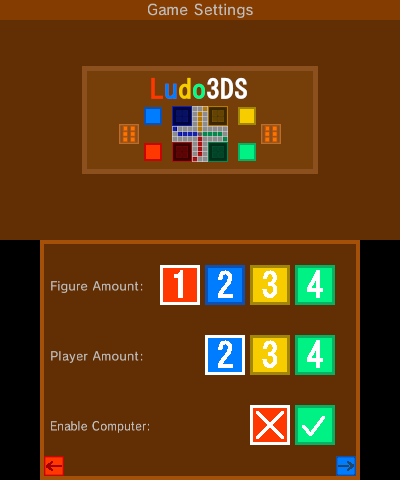 Game Settings
Ludo3DS
Figure Amount: 1 2 3 4
Player Amount: 2 3 4
Enable Computer: